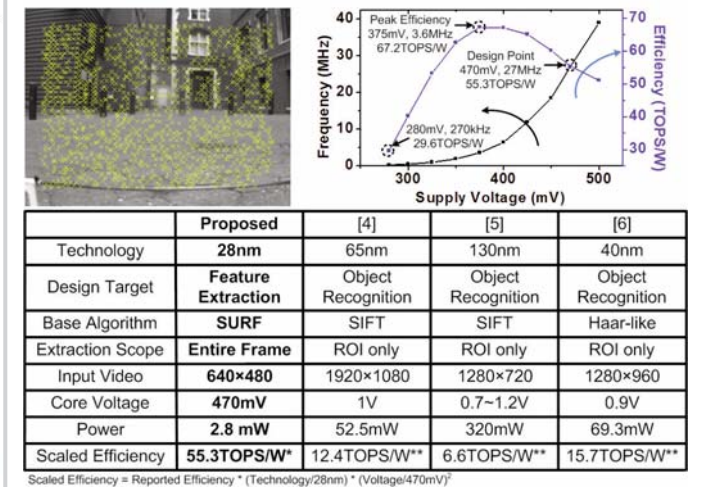 Peak Efficiency
375mV, 3.6MHz
67.2TOPS/W
Design Point
470mV, 27MHz
55.3TOPS/W
280mV, 270kHz
29.6TOPS/W
Frequency (MHz)
40
30
20
10
0
Efficiency (TOPS/W)
70
60
50
40
30
300 400 500
Supply Voltage (mV)
Proposed [4] [5] [6]
Technology 28nm 65nm 130nm 40nm
Design Target Feature Extraction Object Recognition Object Recognition Object Recognition
Base Algorithm SURF SIFT SIFT Haar-like
Extraction Scope Entire Frame ROI only ROI only ROI only
Input Video 640×480 1920×1080 1280×720 1280×960
Core Voltage 470mV 1V 0.7~1.2V 0.9V
Power 2.8 mW 52.5mW 320mW 69.3mW
Scaled Efficiency 55.3TOPS/W* 12.4TOPS/W** 6.6TOPS/W** 15.7TOPS/W**
Scaled Efficiency = Reported Efficiency * (Technology/28nm) * (Voltage/470mV)²